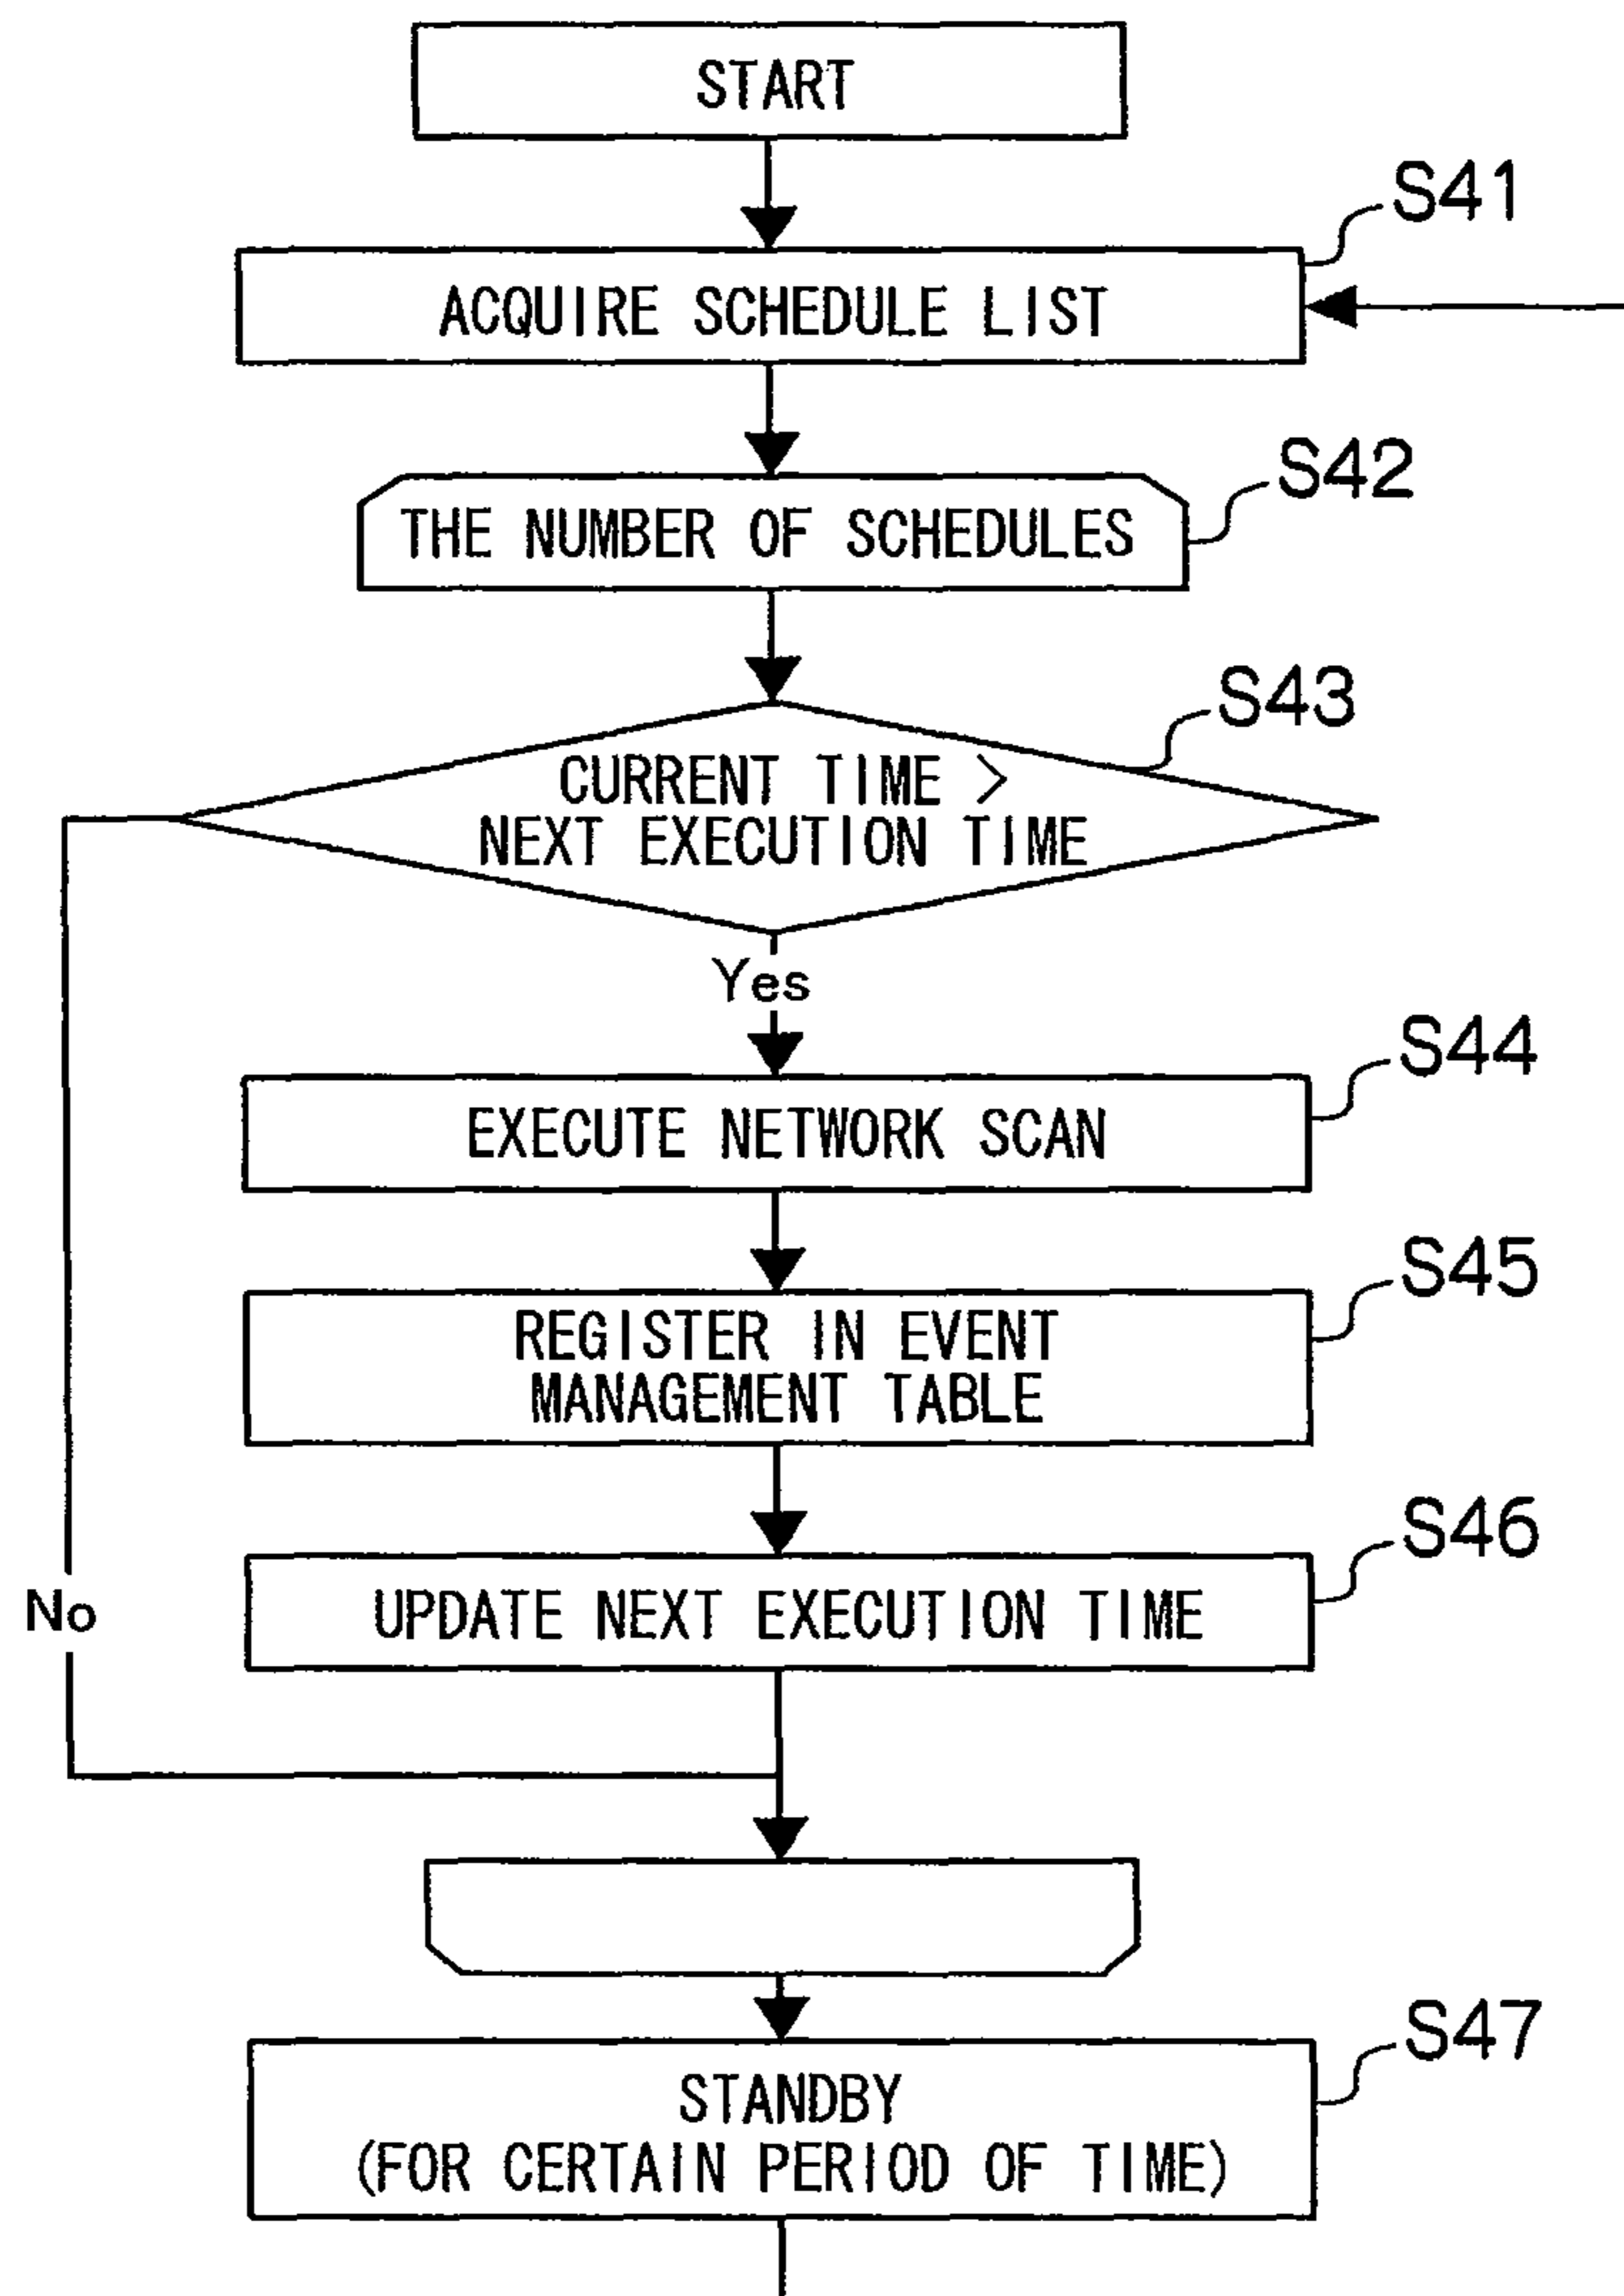 START
S41
ACQUIRE SCHEDULE LIST
S42
THE NUMBER OF SCHEDULES
S43
CURRENT TIME >
NEXT EXECUTION TIME
Yes
S44
EXECUTE NETWORK SCAN
S45
REGISTER IN EVENT
MANAGEMENT TABLE
S46
UPDATE NEXT EXECUTION TIME
No
S47
STANDBY
(FOR CERTAIN PERIOD OF TIME)